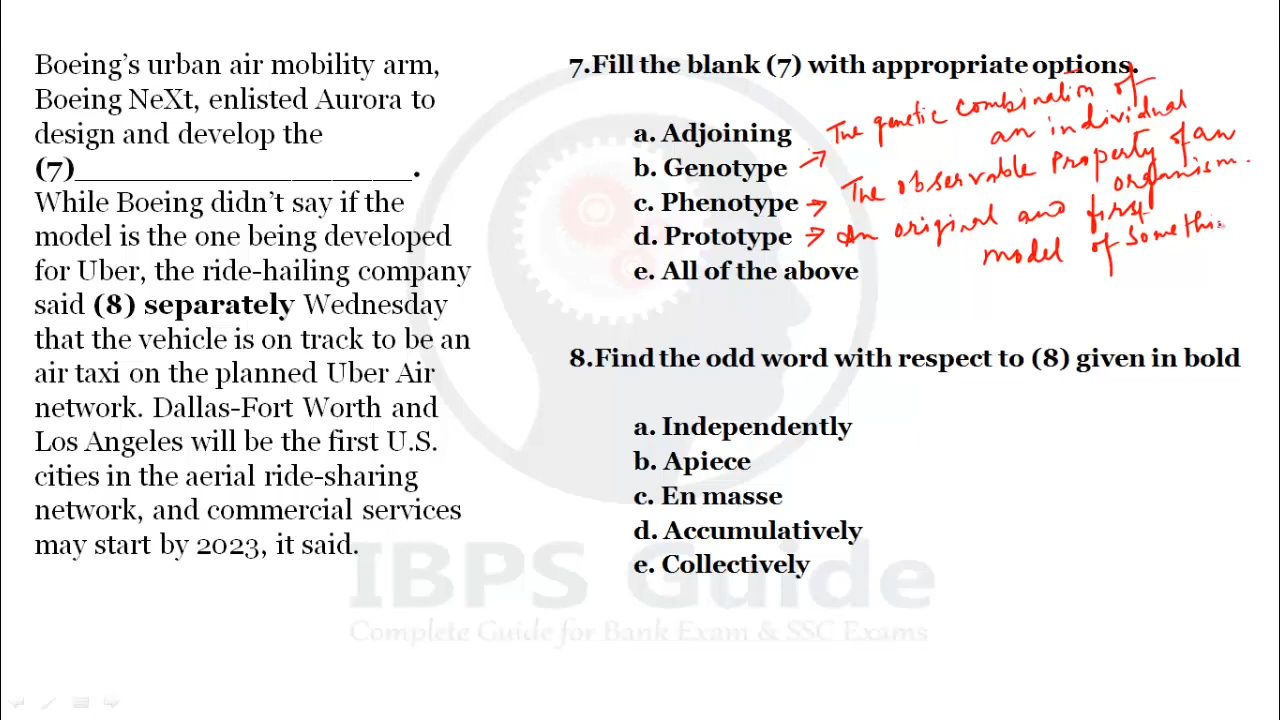 Boeing's urban air mobility arm,
Boeing NeXt, enlisted Aurora to
design and develop the
(7)_________________________.
While Boeing didn't say if the
model is the one being developed
for Uber, the ride-hailing company
said (8) separately Wednesday
that the vehicle is on track to be an
air taxi on the planned Uber Air
network. Dallas-Fort Worth and
Los Angeles will be the first U.S.
cities in the aerial ride-sharing
network, and commercial services
may start by 2023, it said.
7.Fill the blank (7) with appropriate options.
a. Adjoining
b. Genotype → The genetic combination of
an individual
c. Phenotype → The observable Property of an
organism.
d. Prototype → An original and first
model of Somethi
e. All of the above
8.Find the odd word with respect to (8) given in bold
a. Independently
b. Apiece
c. En masse
d. Accumulatively
e. Collectively
IBPS Guide
Complete Guide for Bank Exam & SSC Exams